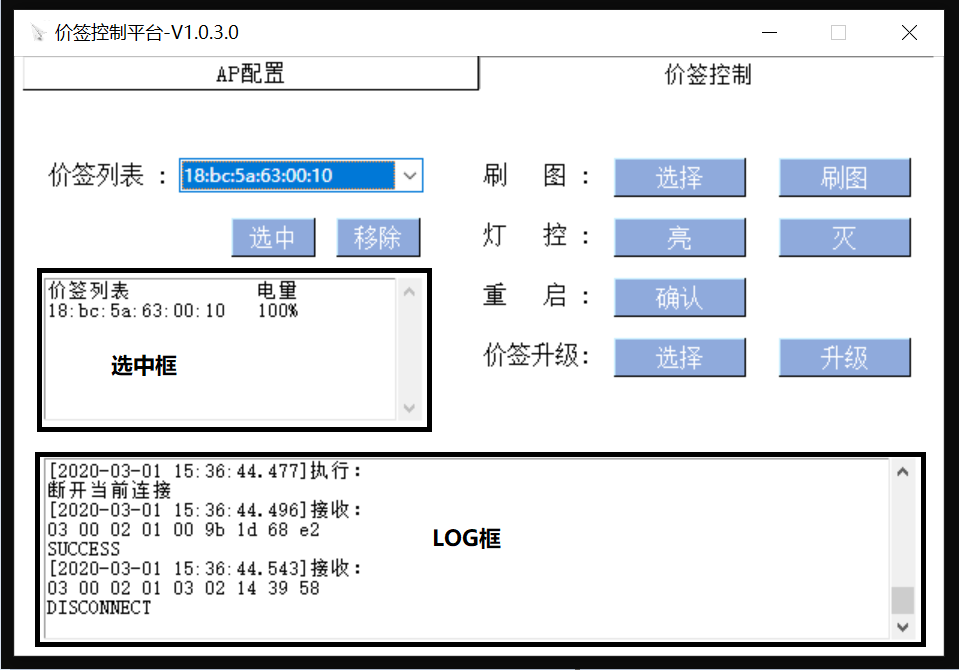 价签控制平台-V1.0.3.0
AP配置
价签控制
价签列表 :
18:bc:5a:63:00:10
选中
移除
刷 图 :
选择
刷图
灯 控 :
亮
灭
重 启 :
确认
价签升级:
选择
升级
价签列表 电量
18:bc:5a:63:00:10 100%
选中框
[2020-03-01 15:36:44.477]执行:
断开当前连接
[2020-03-01 15:36:44.496]接收:
03 00 02 01 00 9b 1d 68 e2
SUCCESS
[2020-03-01 15:36:44.543]接收:
03 00 02 01 03 02 14 39 58
DISCONNECT
LOG框